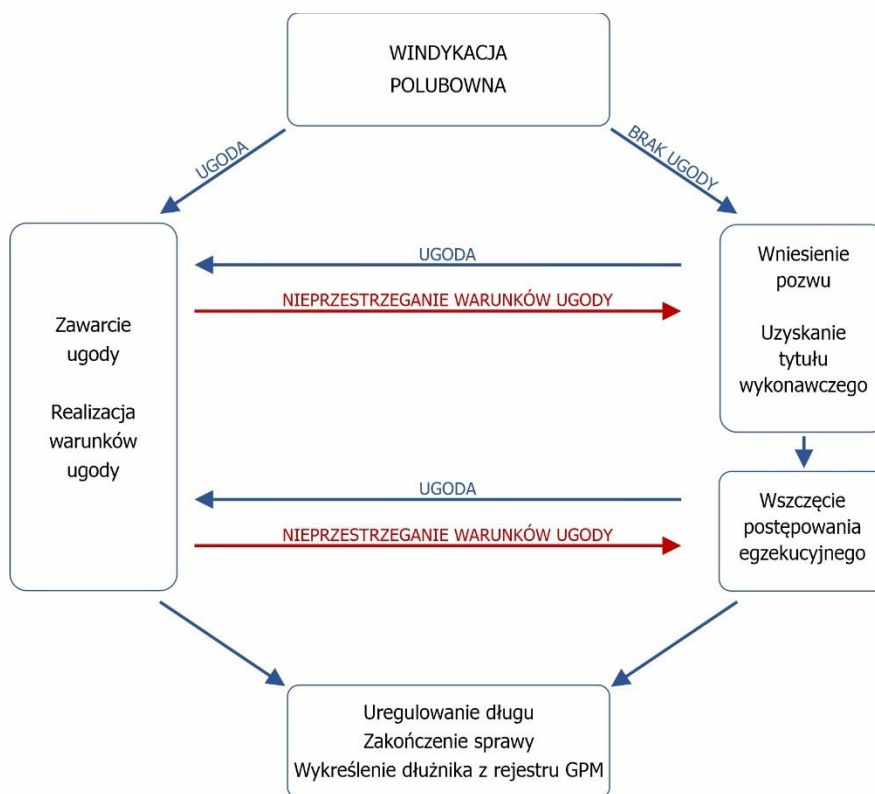 WINDYKACJA
POLUBOWNA
UGODA
BRAK UGODY
UGODA
NIEPRZESTRZEGANIE WARUNKÓW UGODY
Zawarcie
ugody
Realizacja
warunków
ugody
Wniesienie
pozwu
Uzyskanie
tytułu
wykonawczego
UGODA
NIEPRZESTRZEGANIE WARUNKÓW UGODY
Wszczęcie
postępowania
egzekucyjnego
Uregulowanie długu
Zakończenie sprawy
Wykreślenie dłużnika z rejestru GPM